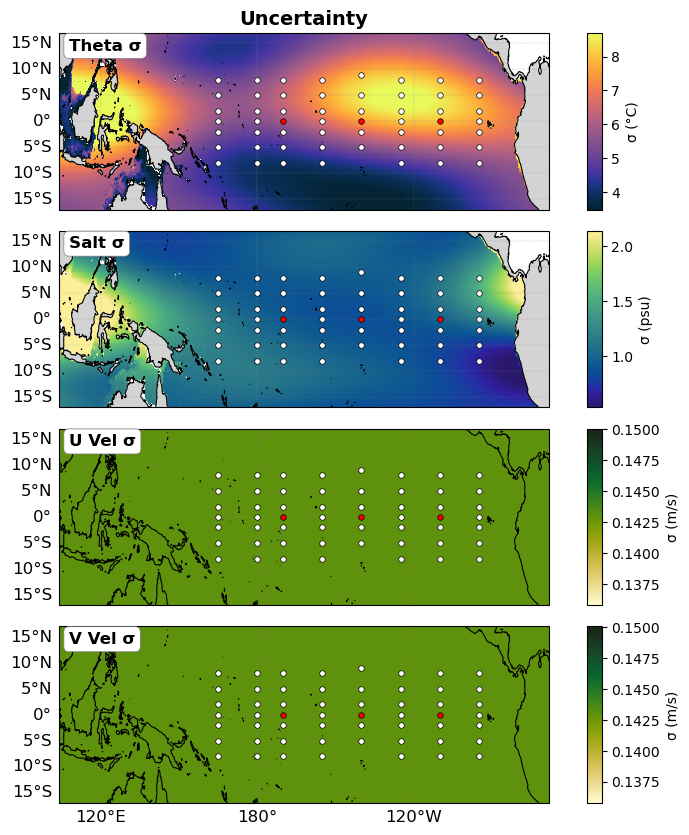 Uncertainty
Theta σ
15°N
10°N
5°N
0°
5°S
10°S
15°S
8
7
6
5
4
σ (°C)
Salt σ
15°N
10°N
5°N
0°
5°S
10°S
15°S
2.0
1.5
1.0
σ (psu)
U Vel σ
15°N
10°N
5°N
0°
5°S
10°S
15°S
0.1500
0.1475
0.1450
0.1425
0.1400
0.1375
σ (m/s)
V Vel σ
15°N
10°N
5°N
0°
5°S
10°S
15°S
0.1500
0.1475
0.1450
0.1425
0.1400
0.1375
σ (m/s)
120°E 180° 120°W